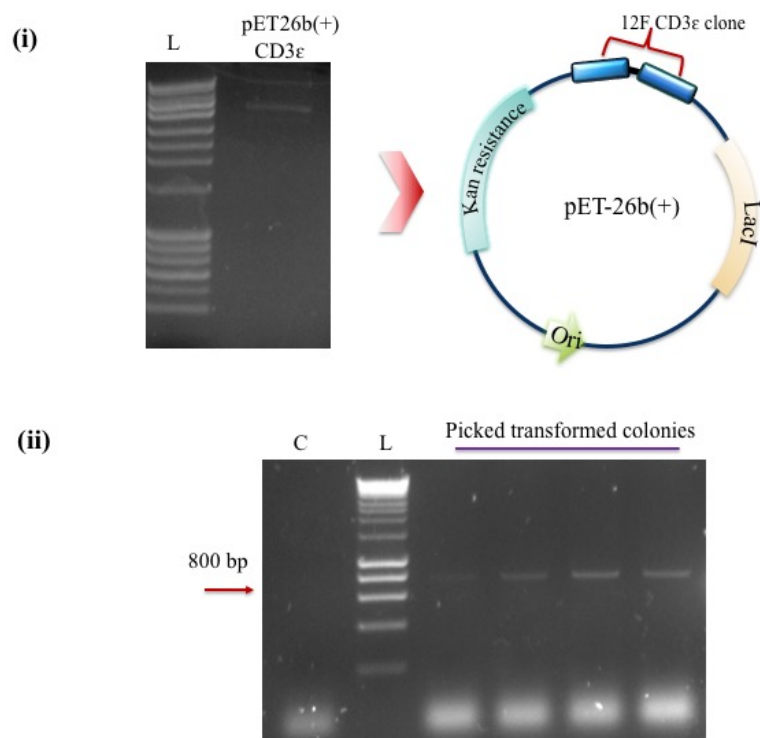 (i)
L
pET26b(+)
CD3ε
12F CD3ε clone
Kan resistance
pET-26b(+)
LacI
Ori
(ii)
C
L
Picked transformed colonies
800 bp